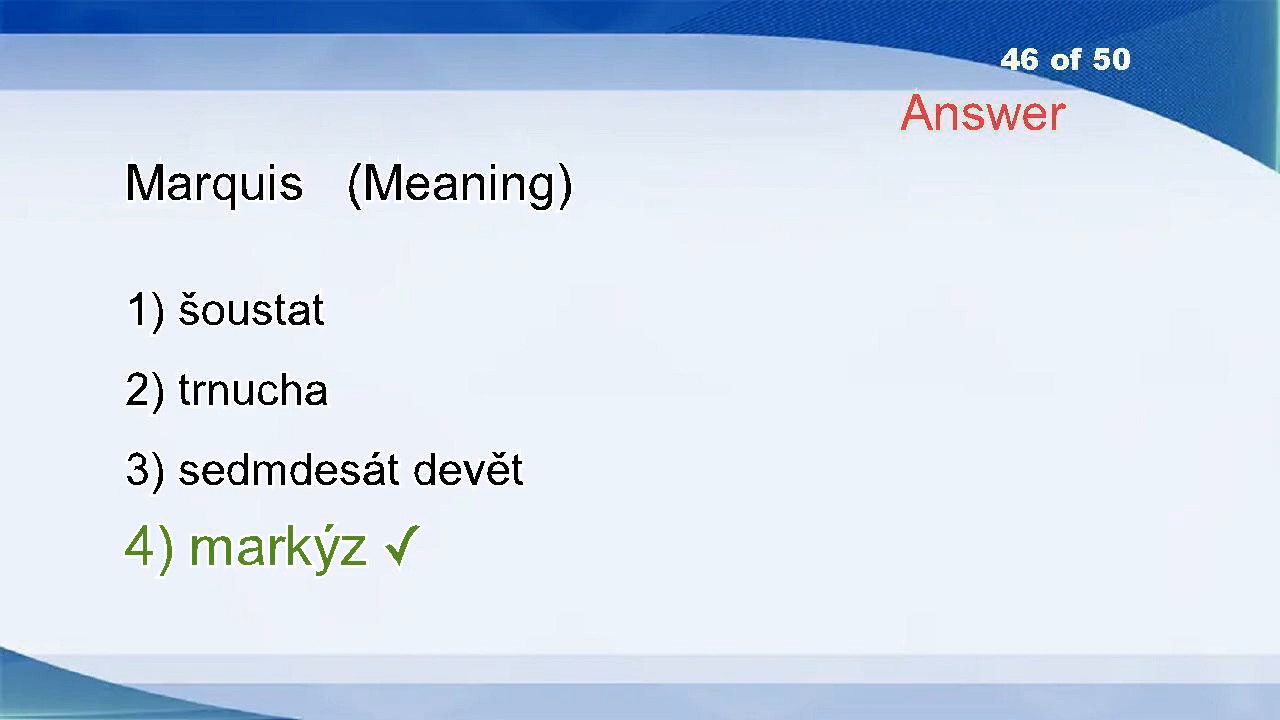 46 of 50
Answer
Marquis (Meaning)
1) šoustat
2) trnucha
3) sedmdesát devět
4) markýz ✓